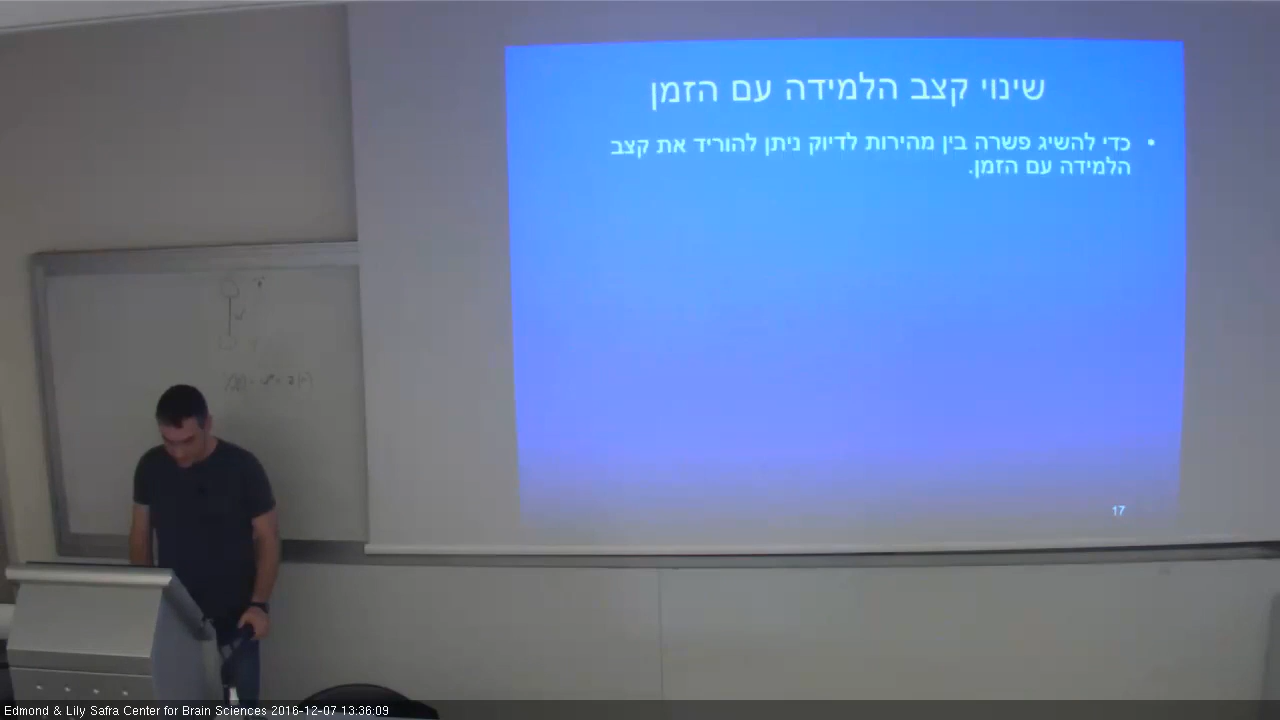 שינוי קצב הלמידה עם הזמן
• כדי להשיג פשרה בין מהירות לדיוק ניתן להוריד את קצב
הלמידה עם הזמן.
17
Edmond & Lily Safra Center for Brain Sciences 2016-12-07 13:36:09